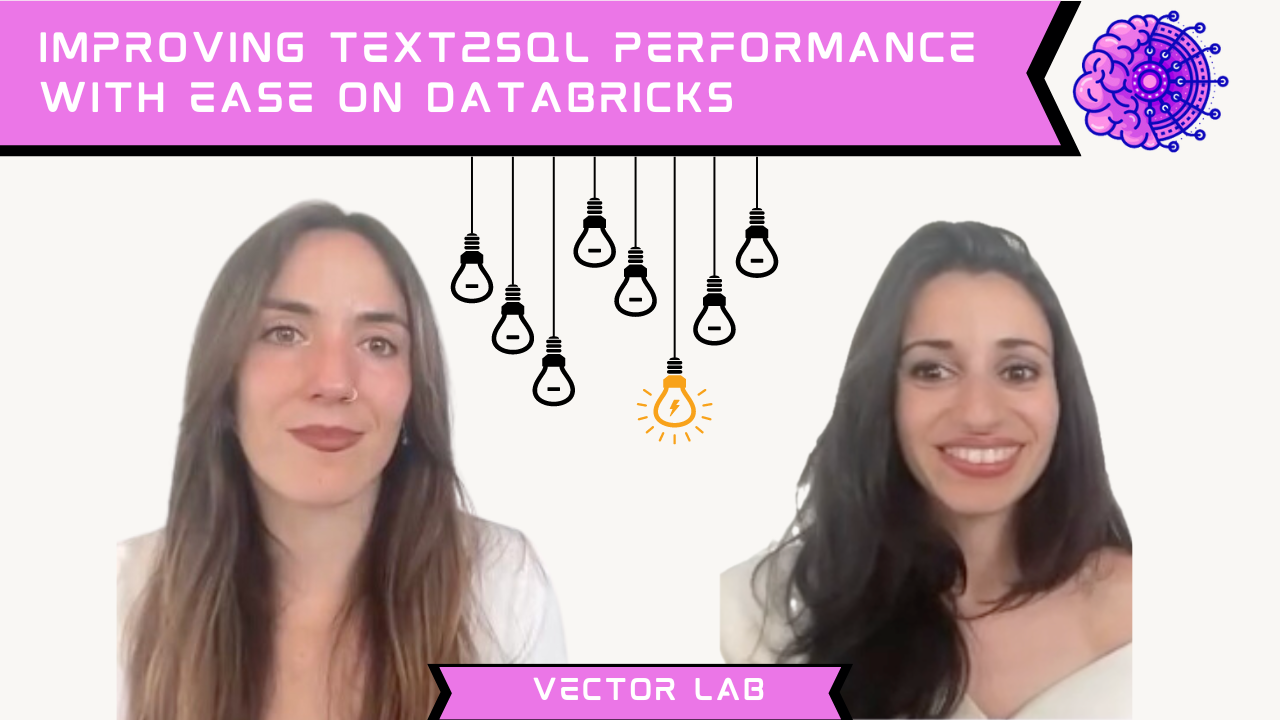 IMPROVING TEXT2SQL PERFORMANCE
WITH EASE ON DATABRICKS
VECTOR LAB